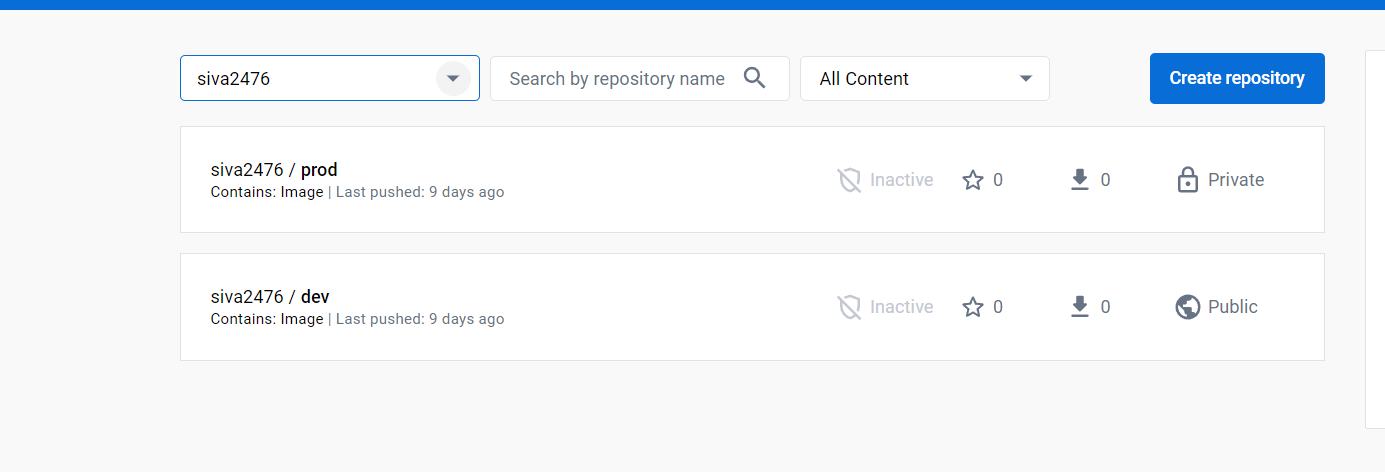 siva2476
Search by repository name
All Content
Create repository
siva2476 / prod
Contains: Image | Last pushed: 9 days ago
Inactive
0
0
Private
siva2476 / dev
Contains: Image | Last pushed: 9 days ago
Inactive
0
0
Public